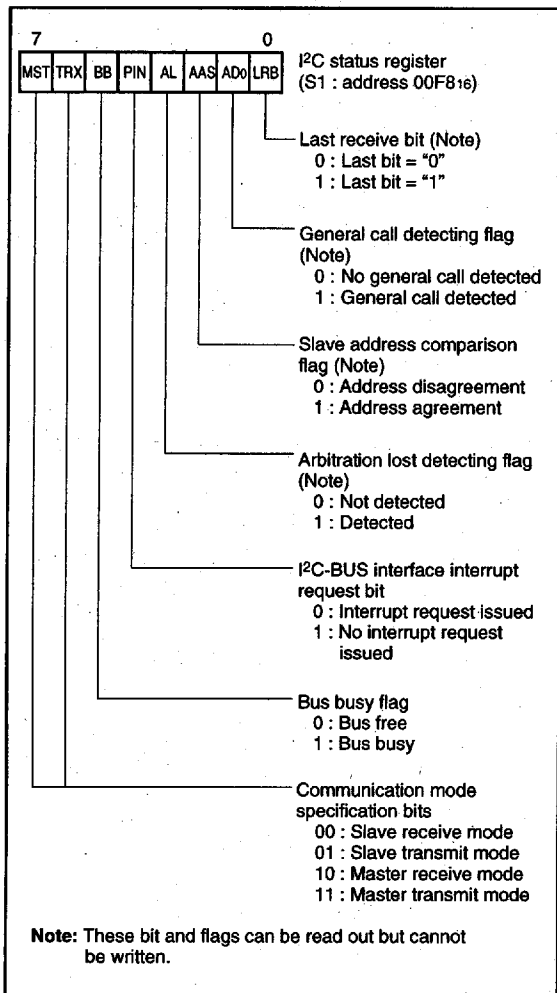 7 0
MST TRX BB PIN AL AAS AD0 LRB
I²C status register
(S1 : address 00F816)
Last receive bit (Note)
0 : Last bit = “0”
1 : Last bit = “1”
General call detecting flag
(Note)
0 : No general call detected
1 : General call detected
Slave address comparison
flag (Note)
0 : Address disagreement
1 : Address agreement
Arbitration lost detecting flag
(Note)
0 : Not detected
1 : Detected
I²C-BUS interface interrupt
request bit
0 : Interrupt request issued
1 : No interrupt request
issued
Bus busy flag
0 : Bus free
1 : Bus busy
Communication mode
specification bits
00 : Slave receive mode
01 : Slave transmit mode
10 : Master receive mode
11 : Master transmit mode
Note: These bit and flags can be read out but cannot
be written.